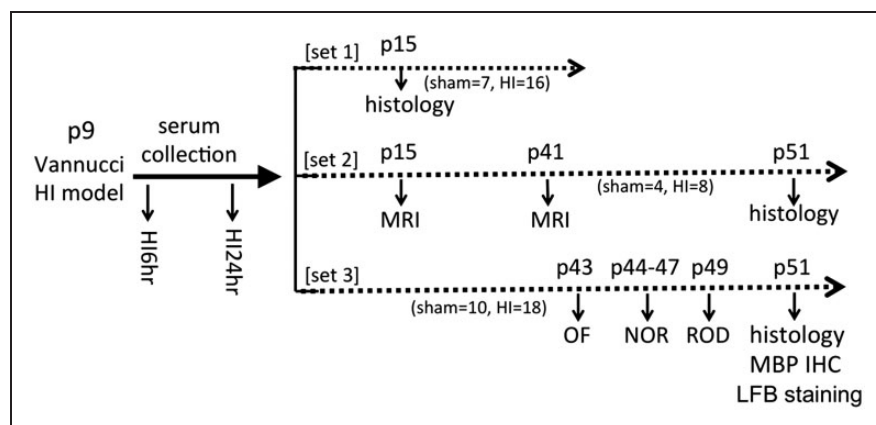 p9
Vannucci
HI model
serum
collection
HI6hr
HI24hr
[set 1]
p15
(sham=7, HI=16)
histology
[set 2]
p15
p41
p51
(sham=4, HI=8)
MRI
MRI
histology
[set 3]
p43
p44-47
p49
p51
(sham=10, HI=18)
OF
NOR
ROD
histology
MBP IHC
LFB staining